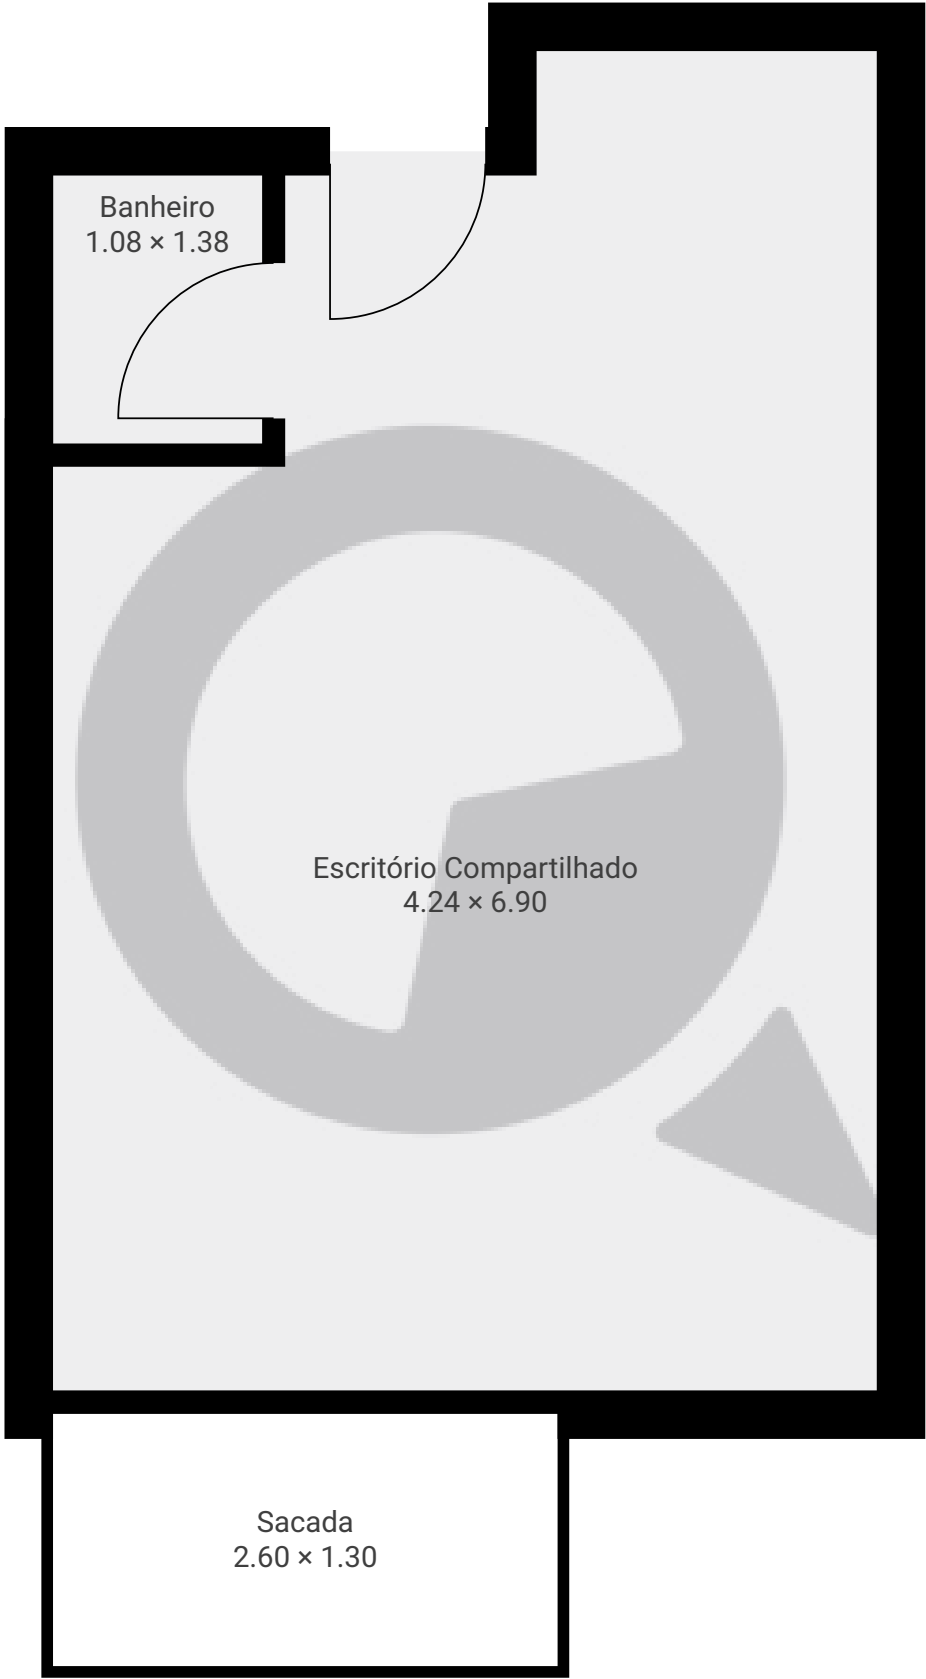 Banheiro
1.08 × 1.38
Escritório Compartilhado
4.24 × 6.90
Sacada
2.60 × 1.30